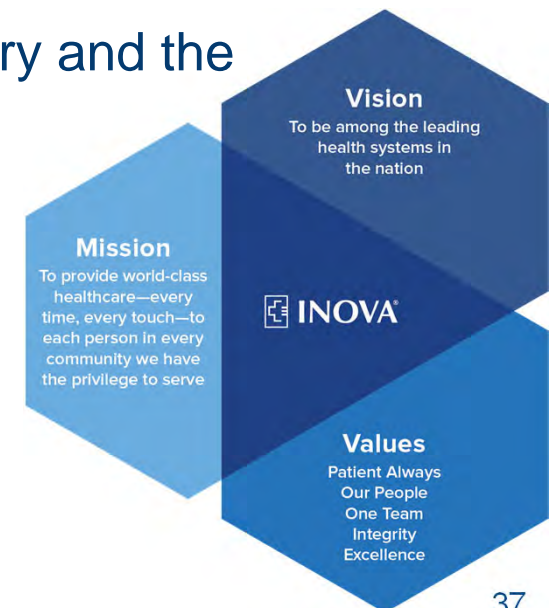 ry and the
Vision
To be among the leading
health systems in
the nation
Mission
To provide world-class
healthcare—every
time, every touch—to
each person in every
community we have
the privilege to serve
INOVA®
Values
Patient Always
Our People
One Team
Integrity
Excellence
37